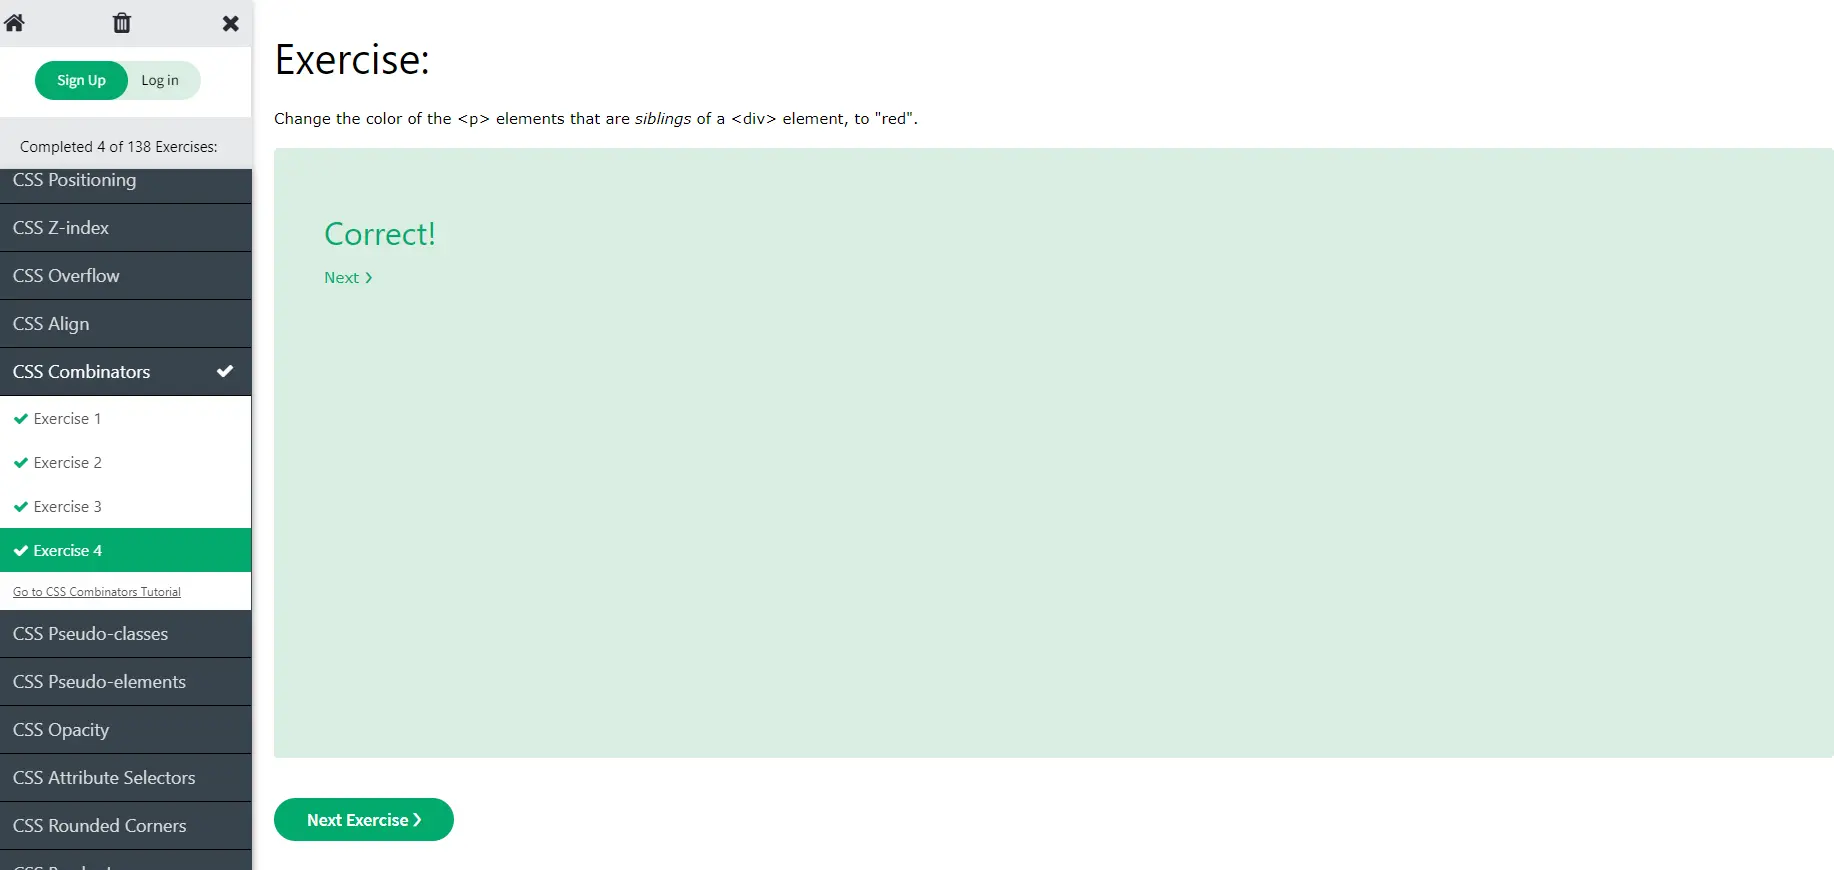 Sign Up
Log in
Completed 4 of 138 Exercises:
CSS Positioning
CSS Z-index
CSS Overflow
CSS Align
CSS Combinators
Exercise 1
Exercise 2
Exercise 3
Exercise 4
Go to CSS Combinators Tutorial
CSS Pseudo-classes
CSS Pseudo-elements
CSS Opacity
CSS Attribute Selectors
CSS Rounded Corners
Exercise:
Change the color of the <p> elements that are siblings of a <div> element, to "red".
Correct!
Next ❯
Next Exercise ❯